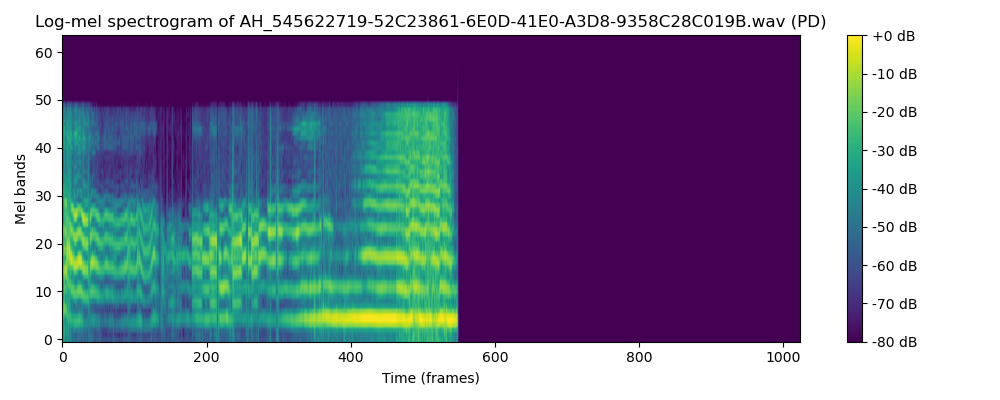 Log-mel spectrogram of AH_545622719-52C23861-6E0D-41E0-A3D8-9358C28C019B.wav (PD)
+0 dB
60
-10 dB
50
-20 dB
40
-30 dB
Mel bands
30
-40 dB
-50 dB
20
-60 dB
10
-70 dB
0
-80 dB
0 200 400 600 800 1000
Time (frames)